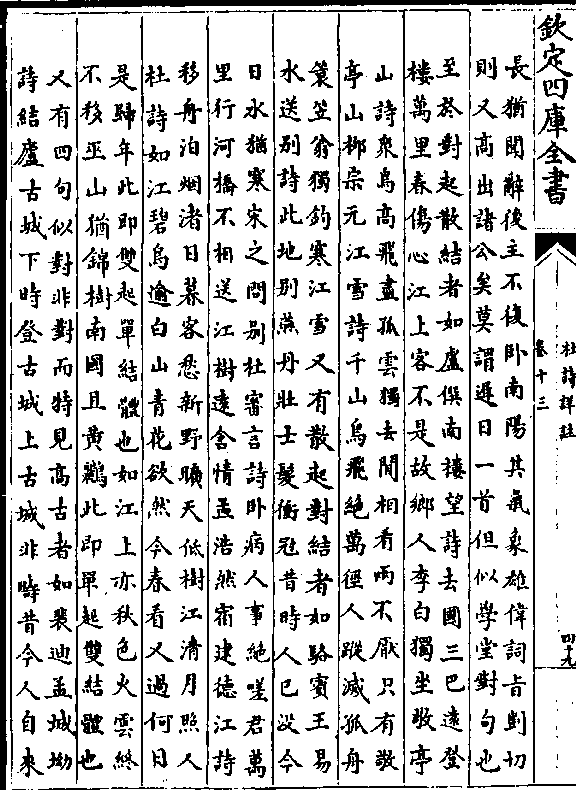 欽定四庫全書
杜詩詳註
卷十三
四十九
長猶聞辭後主不復卧南陽其氣象雄偉詞旨剴切
則又高出諸公矣莫謂遲日一首但似學堂對句也
至於對起散結者如盧僎南樓望詩去國三巴遠登
樓萬里春傷心江上客不是故鄉人李白獨坐敬亭
山詩衆鳥高飛盡孤雲獨去閒相看兩不厭只有敬
亭山柳宗元江雪詩千山鳥飛絶萬徑人蹤滅孤舟
簑笠翁獨釣寒江雪又有散起對結者如駱賓王易
水送别詩此地别燕丹壯士髮衝冠昔時人已没今
日水猶寒宋之問别杜審言詩卧病人事絶嗟君萬
里行河橋不相送江樹遠含情孟浩然宿建德江詩
移舟泊烟渚日暮客愁新野曠天低樹江清月照人
杜詩如江碧鳥逾白山青花欲然今春看又過何日
是歸年此即雙起單結體也如江上亦秋色火雲終
不移巫山猶錦樹南國且黄鸝此即單起雙結體也
又有四句似對非對而特見高古者如裴迪孟城坳
詩結廬古城下時登古城上古城非疇昔今人自來